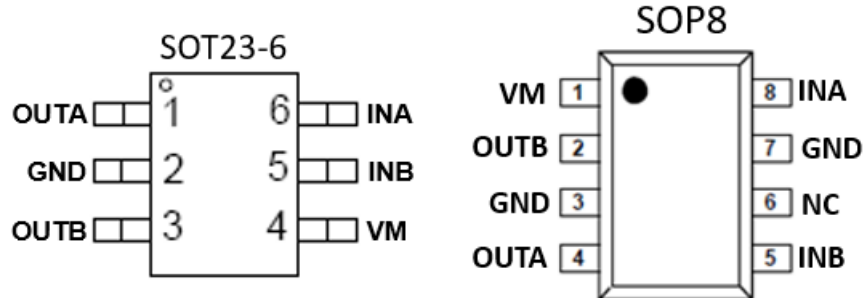 SOT23-6
OUTA 1 6 INA
GND 2 5 INB
OUTB 3 4 VM
SOP8
VM 1 8 INA
OUTB 2 7 GND
GND 3 6 NC
OUTA 4 5 INB